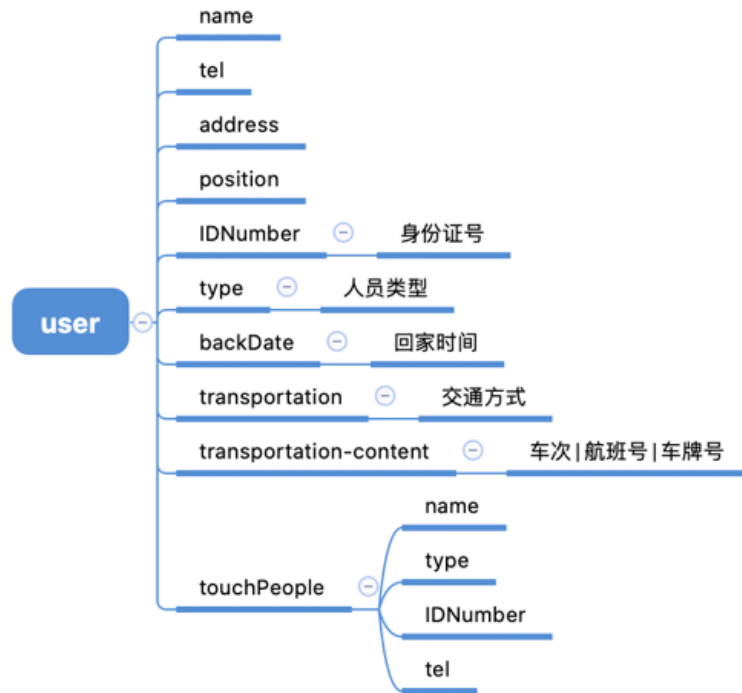 name
tel
address
position
IDNumber 身份证号
type 人员类型
user
backDate 回家时间
transportation 交通方式
transportation-content 车次|航班号|车牌号
name
type
touchPeople
IDNumber
tel